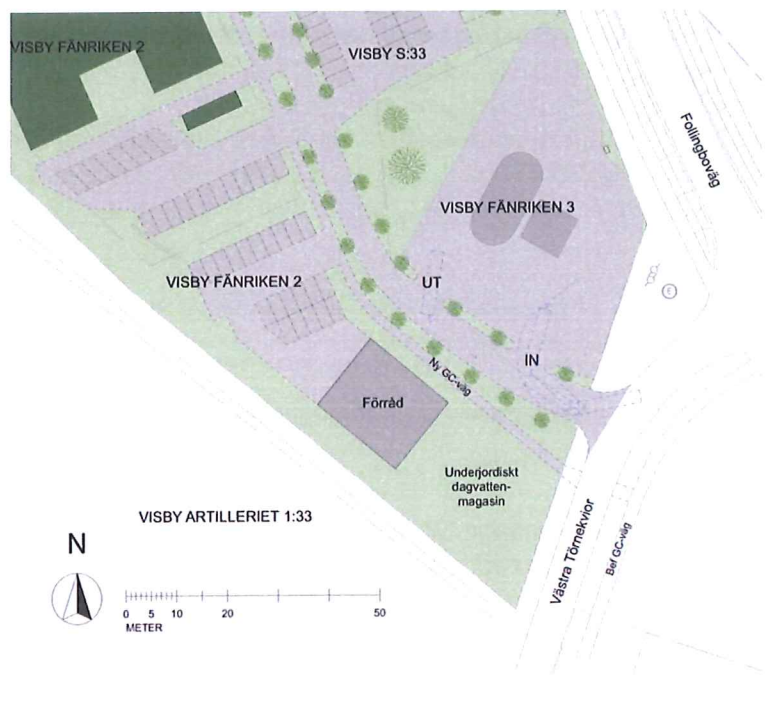 VISBY FÄNRIKEN 2
VISBY S:33
Follingboväg
VISBY FÄNRIKEN 3
VISBY FÄNRIKEN 2
UT
E
IN
Ny GC-väg
Förråd
Underjordiskt
dagvatten-
magasin
VISBY ARTILLERIET 1:33
Västra Törnekvior
Bef GC-väg
N
0 5 10 20 50
METER